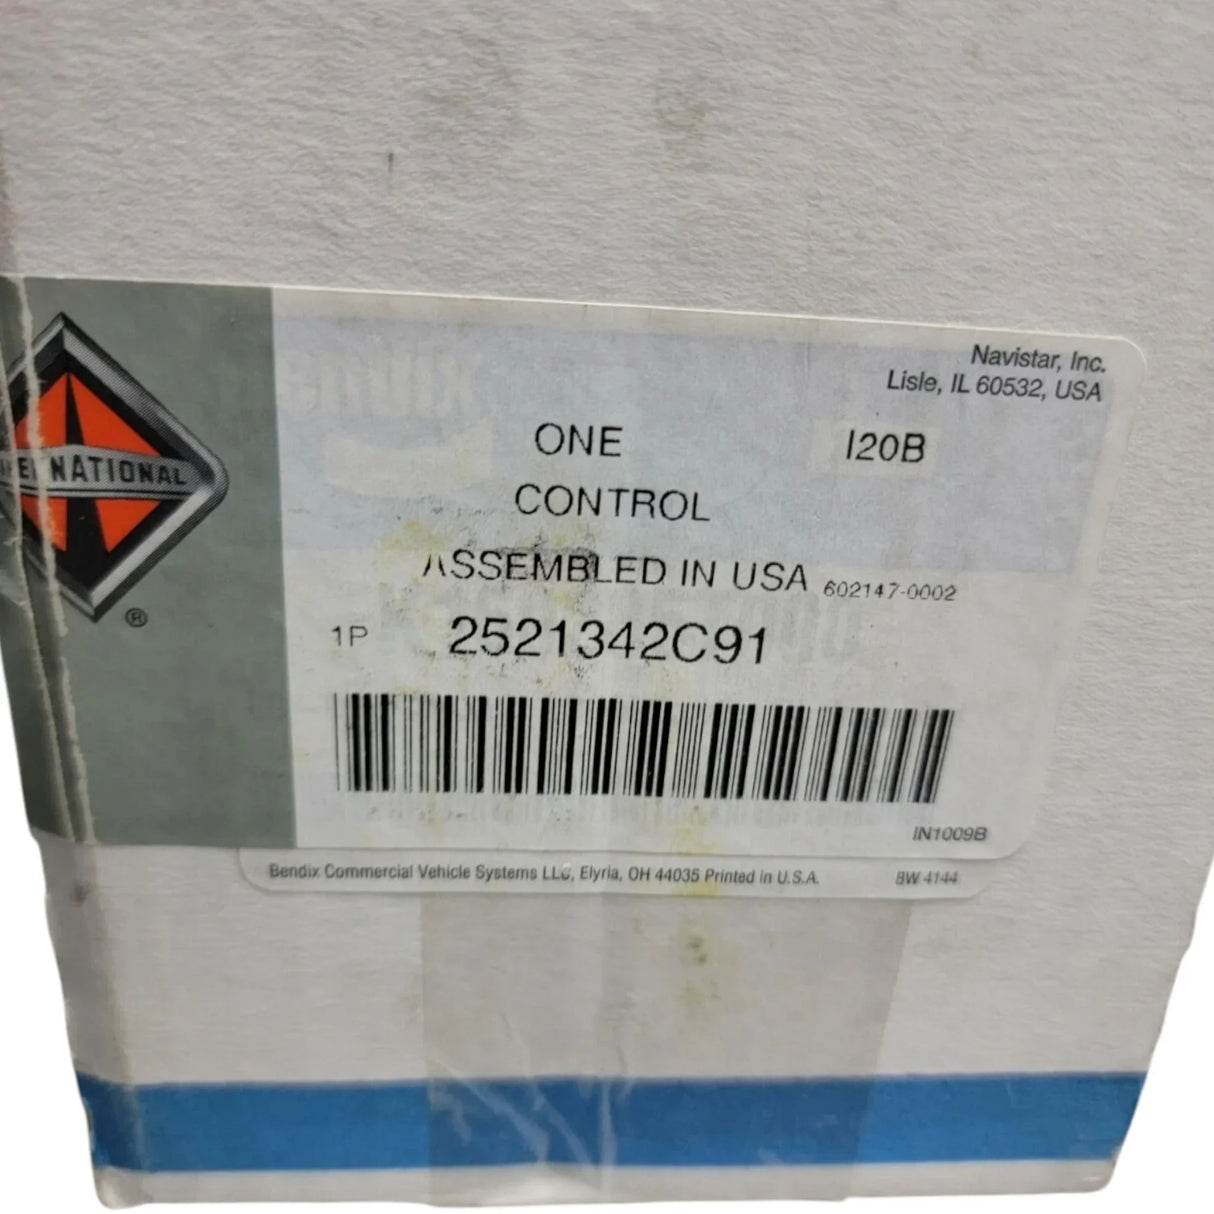 Navistar, Inc.
Lisle, IL 60532, USA
ONE I20B
CONTROL
ASSEMBLED IN USA 602147-0002
INTERNATIONAL
®
1P 2521342C91
IN1009B
Bendix Commercial Vehicle Systems LLC, Elyria, OH 44035 Printed in U.S.A. BW 4144